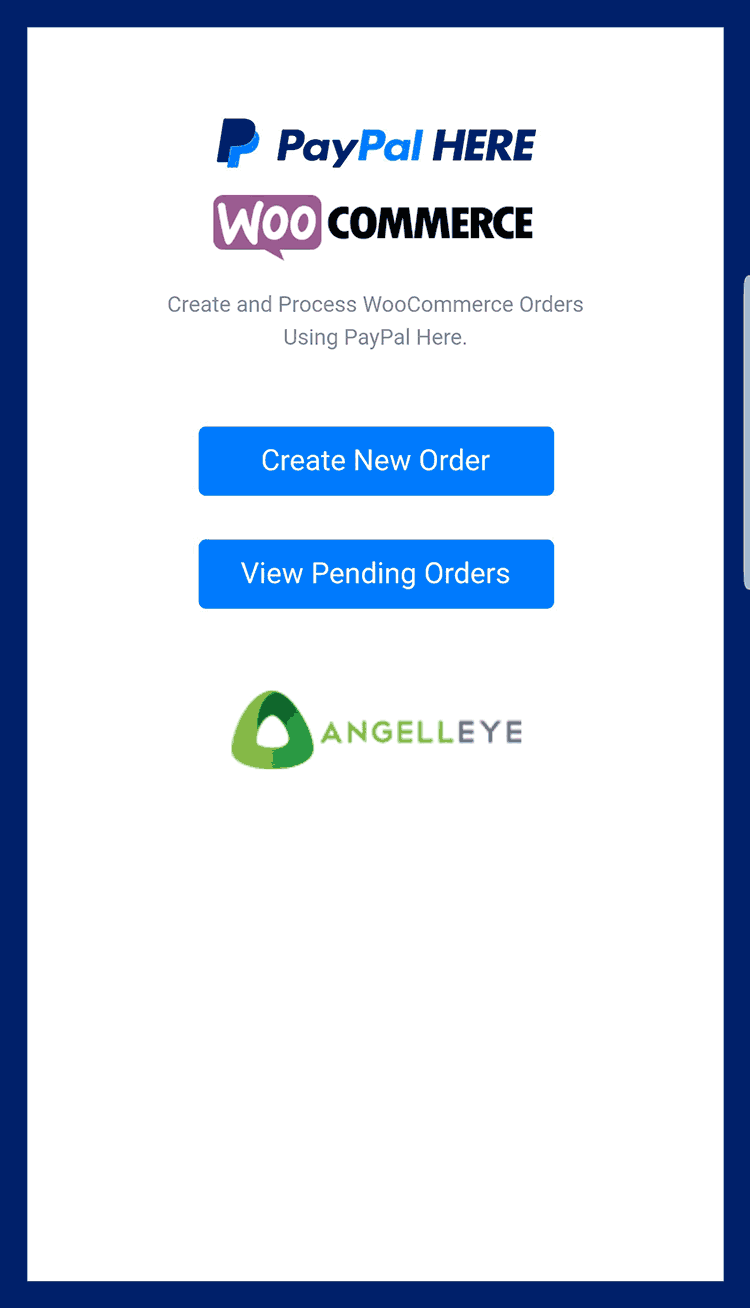 PayPal HERE
WOO COMMERCE
Create and Process WooCommerce Orders
Using PayPal Here.
Create New Order
View Pending Orders
ANGELLEYE